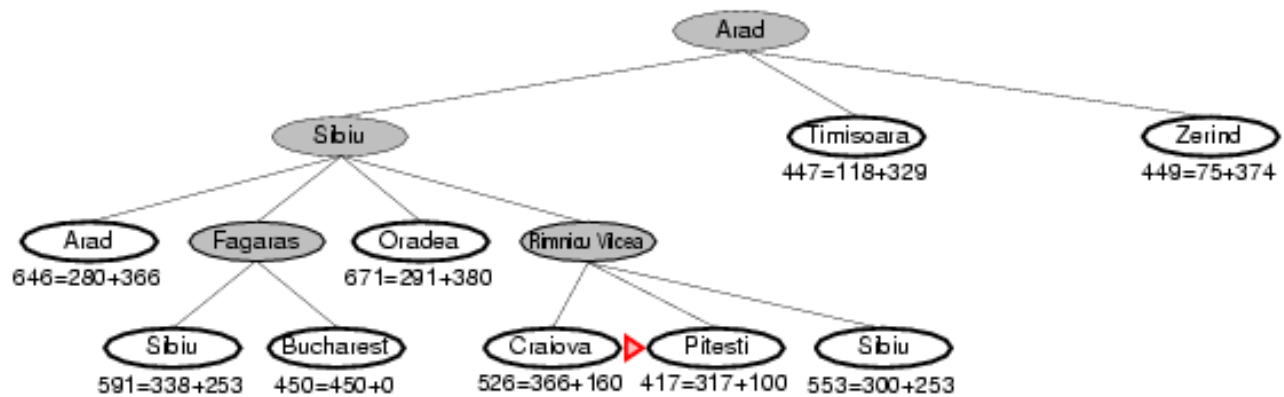 Arad
Sibiu
Timisoara
Zerind
447=118+329
449=75+374
Arad
Fagaras
Oradea
Rimnicu Vilcea
646=280+366
671=291+380
Sibiu
Bucharest
Craiova
Pitesti
Sibiu
591=338+253
450=450+0
526=366+160
417=317+100
553=300+253